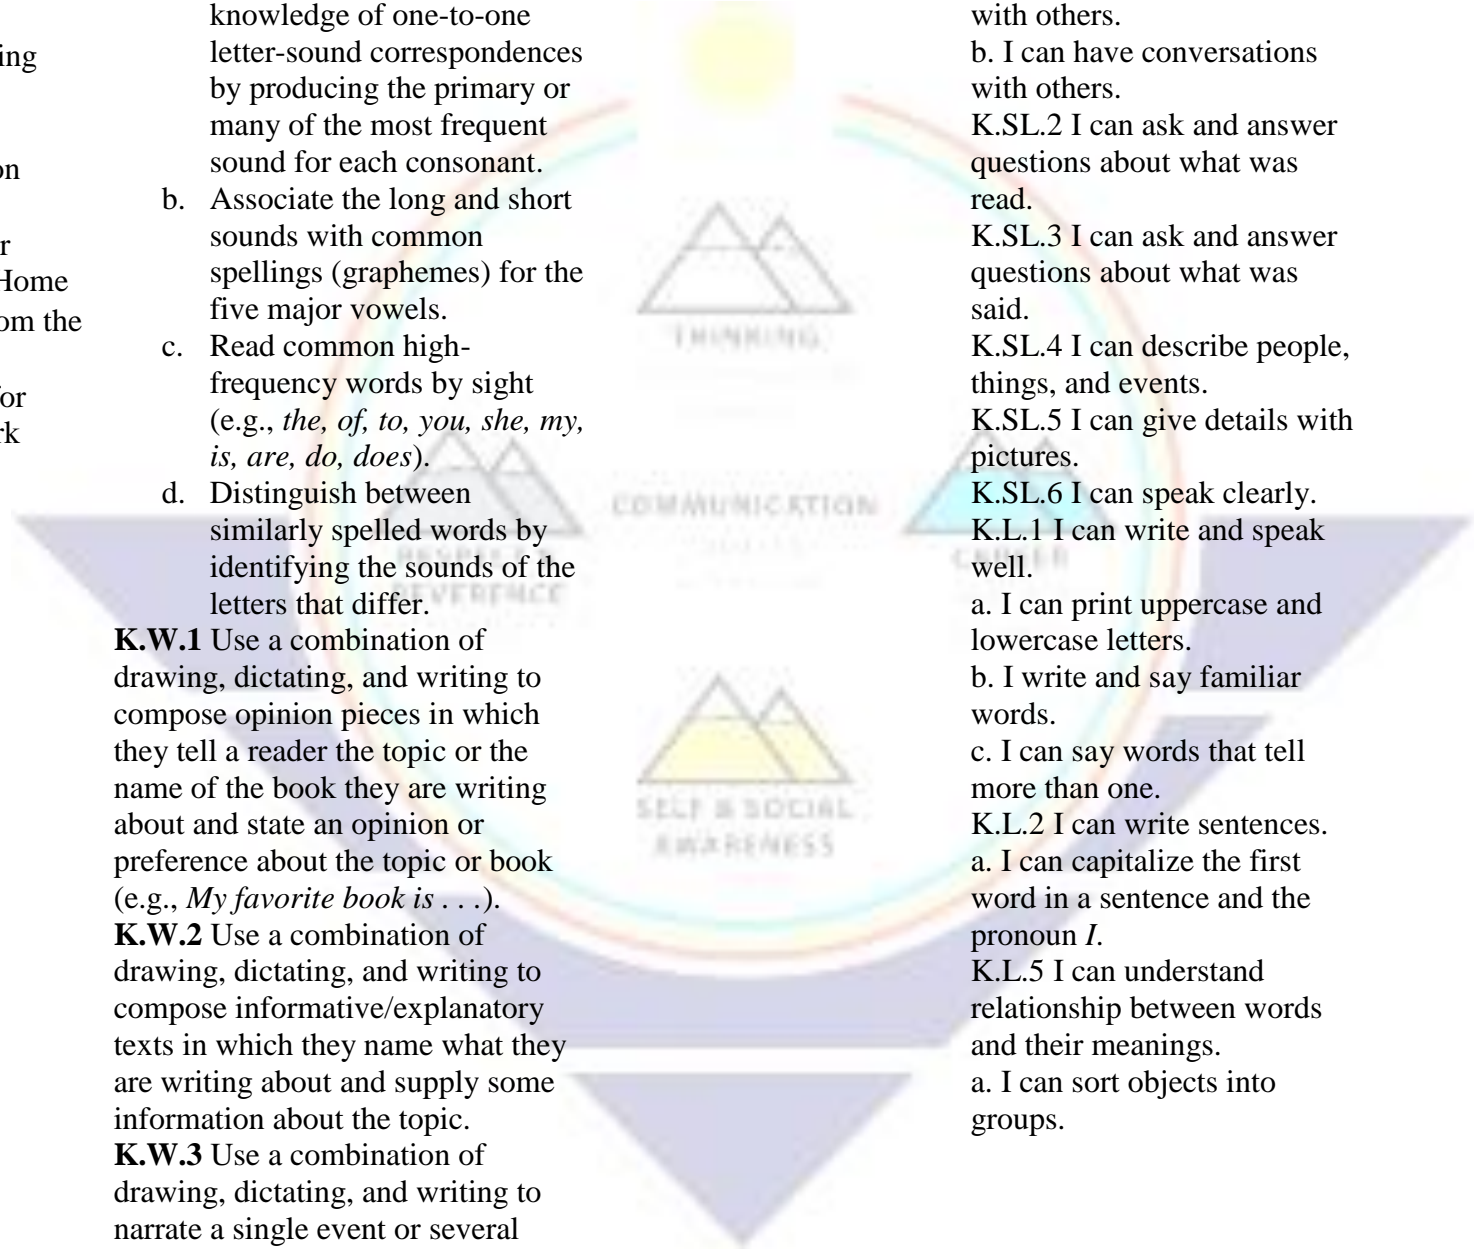 ing
on
r
Home
om the
for
rk
knowledge of one-to-one
letter-sound correspondences
by producing the primary or
many of the most frequent
sound for each consonant.
b. Associate the long and short
sounds with common
spellings (graphemes) for the
five major vowels.
c. Read common high-
frequency words by sight
(e.g., the, of, to, you, she, my,
is, are, do, does).
d. Distinguish between
similarly spelled words by
identifying the sounds of the
letters that differ.
K.W.1 Use a combination of
drawing, dictating, and writing to
compose opinion pieces in which
they tell a reader the topic or the
name of the book they are writing
about and state an opinion or
preference about the topic or book
(e.g., My favorite book is . . .).
K.W.2 Use a combination of
drawing, dictating, and writing to
compose informative/explanatory
texts in which they name what they
are writing about and supply some
information about the topic.
K.W.3 Use a combination of
drawing, dictating, and writing to
narrate a single event or several
THINKING
COMMUNICATION
REVERENCE
CAREER
SELF & SOCIAL
AWARENESS
with others.
b. I can have conversations
with others.
K.SL.2 I can ask and answer
questions about what was
read.
K.SL.3 I can ask and answer
questions about what was
said.
K.SL.4 I can describe people,
things, and events.
K.SL.5 I can give details with
pictures.
K.SL.6 I can speak clearly.
K.L.1 I can write and speak
well.
a. I can print uppercase and
lowercase letters.
b. I write and say familiar
words.
c. I can say words that tell
more than one.
K.L.2 I can write sentences.
a. I can capitalize the first
word in a sentence and the
pronoun I.
K.L.5 I can understand
relationship between words
and their meanings.
a. I can sort objects into
groups.